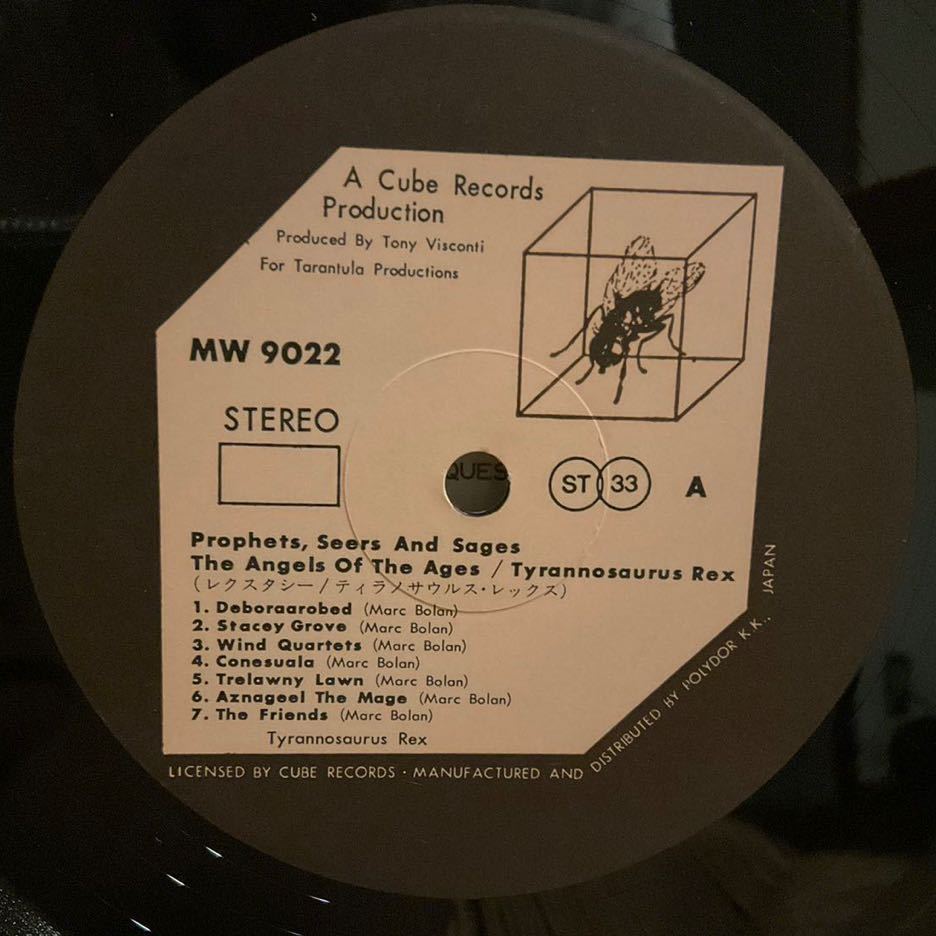 A Cube Records
Production
Produced By Tony Visconti
For Tarantula Productions
MW 9022
STEREO
QUES
ST 33 A
Prophets, Seers And Sages
The Angels Of The Ages / Tyrannosaurus Rex
(レクスタシー/ティラノサウルス・レックス)
1. Deboraarobed (Marc Bolan)
2. Stacey Grove (Marc Bolan)
3. Wind Quartets (Marc Bolan)
4. Conesuala (Marc Bolan)
5. Trelawny Lawn (Marc Bolan)
6. Aznageel The Mage (Marc Bolan)
7. The Friends (Marc Bolan)
Tyrannosaurus Rex
LICENSED BY CUBE RECORDS · MANUFACTURED AND DISTRIBUTED BY POLYDOR K.K., JAPAN